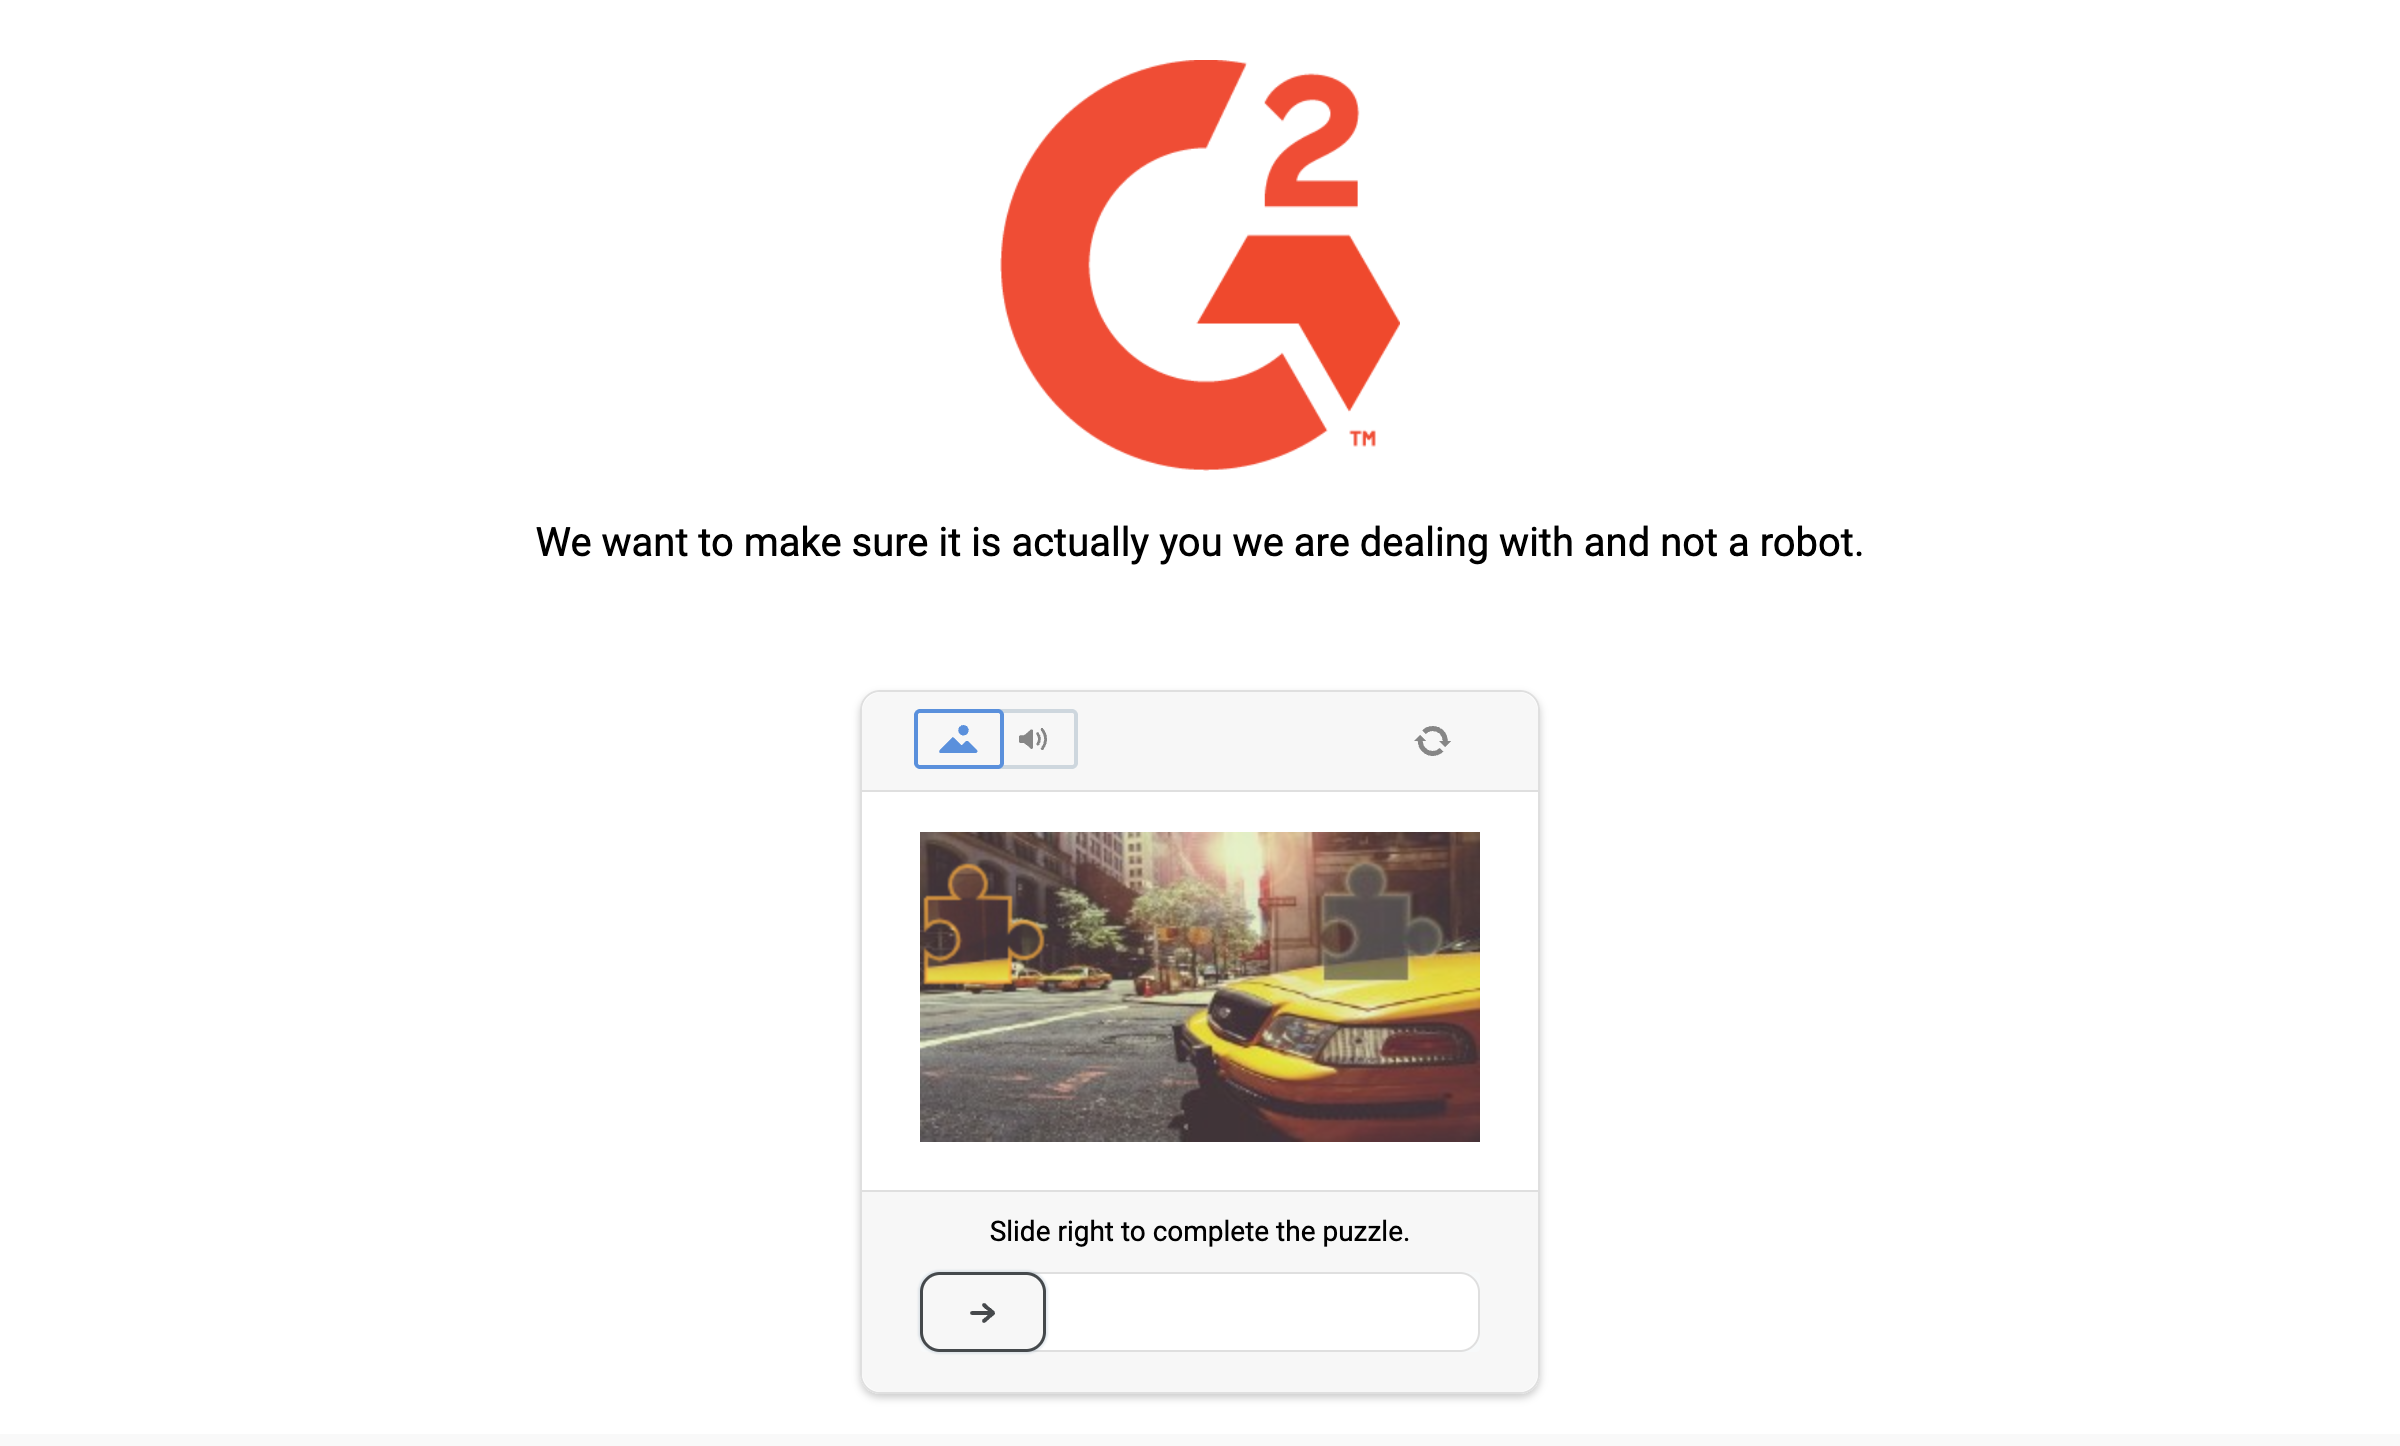 G2
TM
We want to make sure it is actually you we are dealing with and not a robot.
Slide right to complete the puzzle.